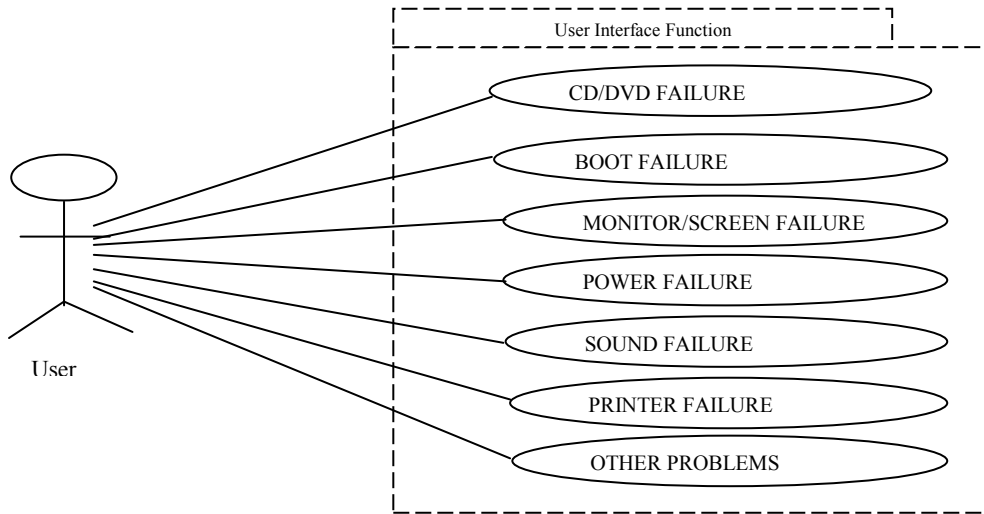 User Interface Function
CD/DVD FAILURE
BOOT FAILURE
MONITOR/SCREEN FAILURE
POWER FAILURE
SOUND FAILURE
PRINTER FAILURE
OTHER PROBLEMS
User